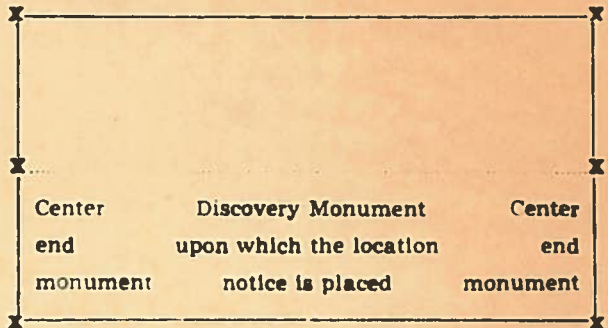 X X
X X
Center Discovery Monument Center
end upon which the location end
monument notice is placed monument
X X